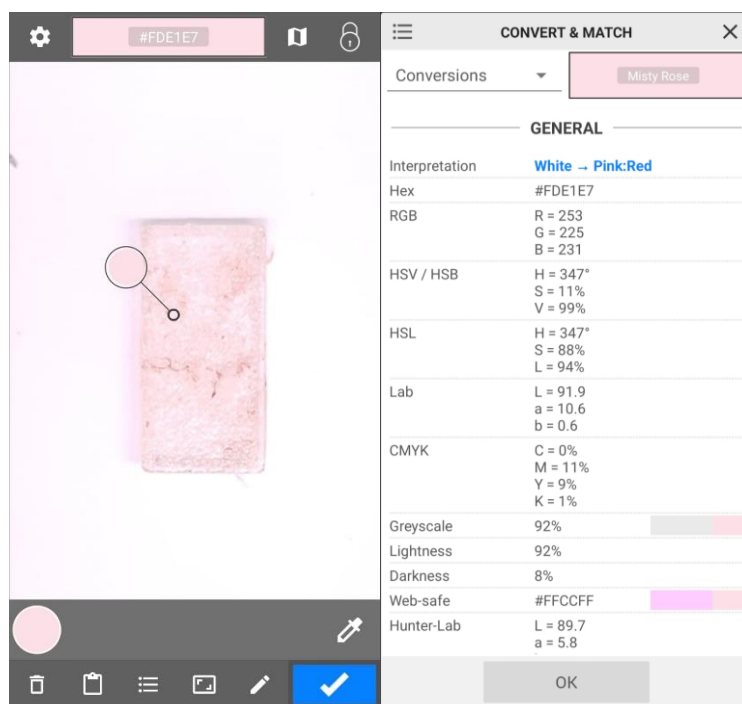 #FDE1E7
CONVERT & MATCH
Conversions
Misty Rose
GENERAL
Interpretation White → Pink:Red
Hex #FDE1E7
RGB R = 253
G = 225
B = 231
HSV / HSB H = 347°
S = 11%
V = 99%
HSL H = 347°
S = 88%
L = 94%
Lab L = 91.9
a = 10.6
b = 0.6
CMYK C = 0%
M = 11%
Y = 9%
K = 1%
Greyscale 92%
Lightness 92%
Darkness 8%
Web-safe #FFCCFF
Hunter-Lab L = 89.7
a = 5.8
OK